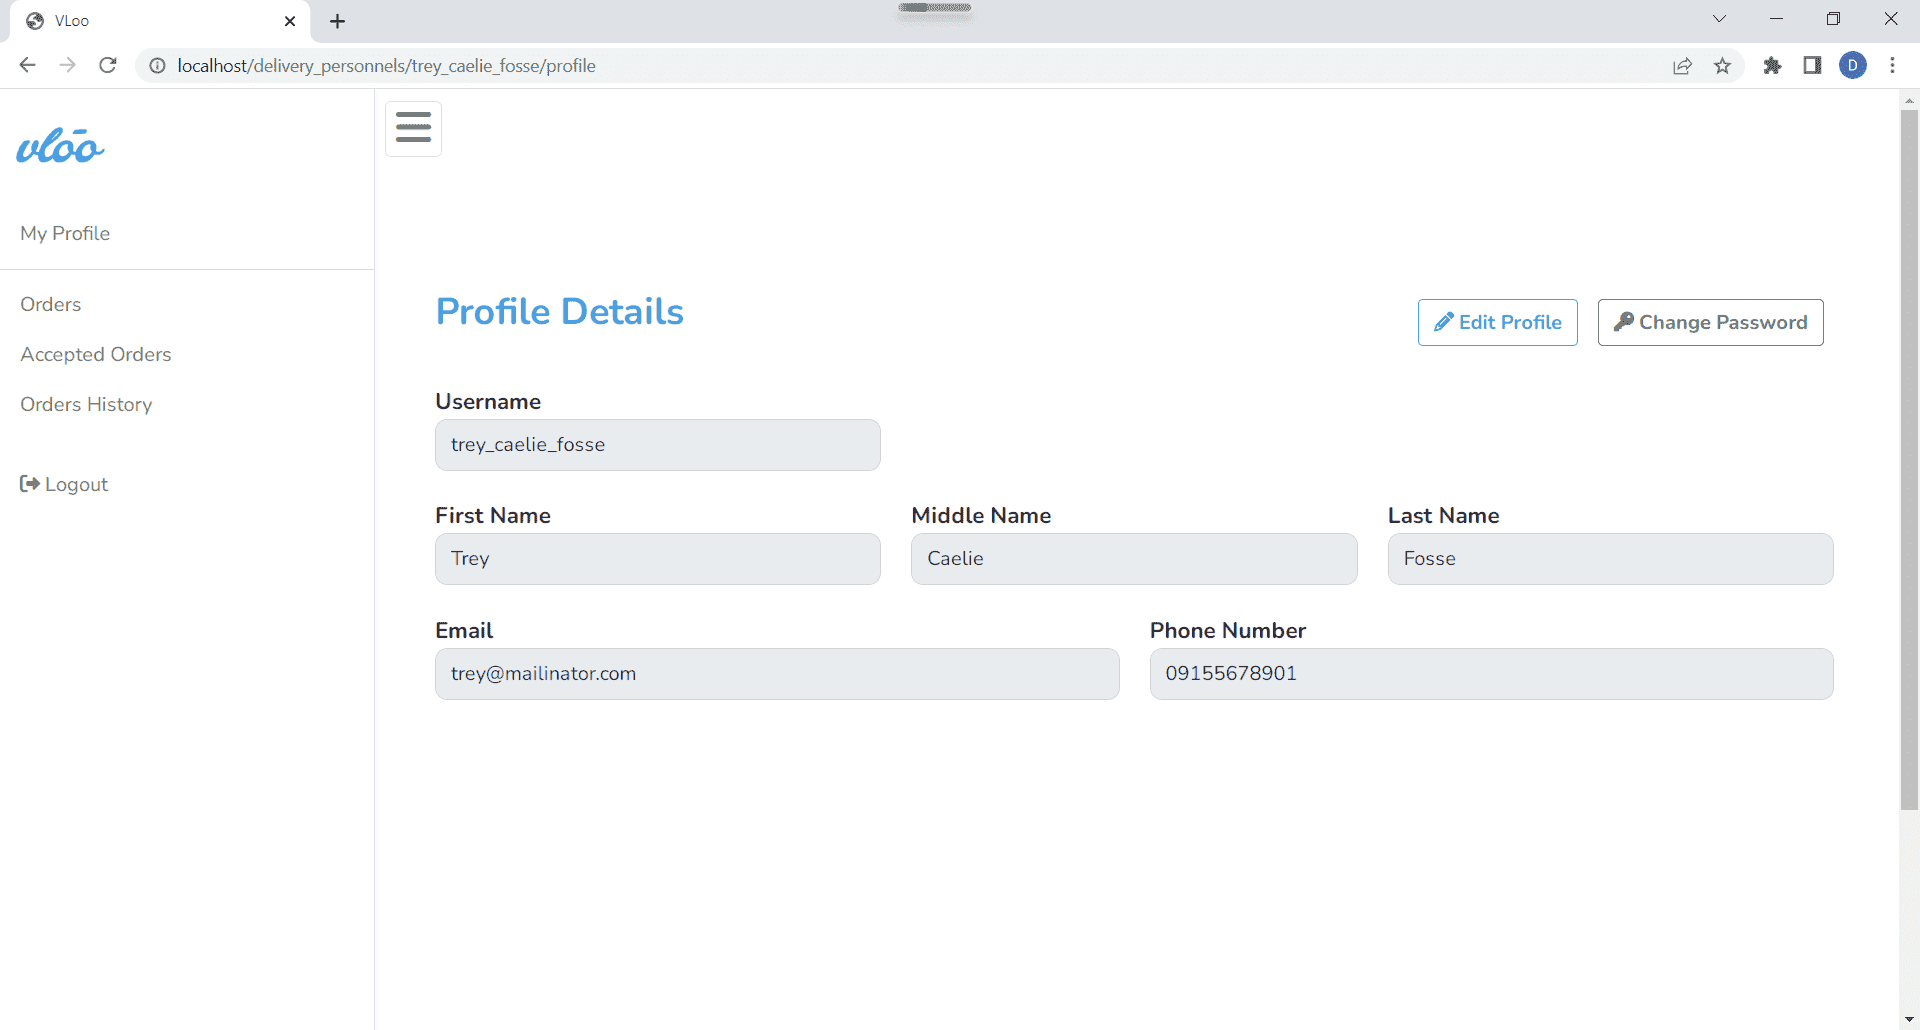 VLoo
localhost/delivery_personnels/trey_caelie_fosse/profile
D
vloo
My Profile
Orders
Accepted Orders
Orders History
Logout
Profile Details
Edit Profile
Change Password
Username
trey_caelie_fosse
First Name
Middle Name
Last Name
Trey
Caelie
Fosse
Email
Phone Number
trey@mailinator.com
09155678901